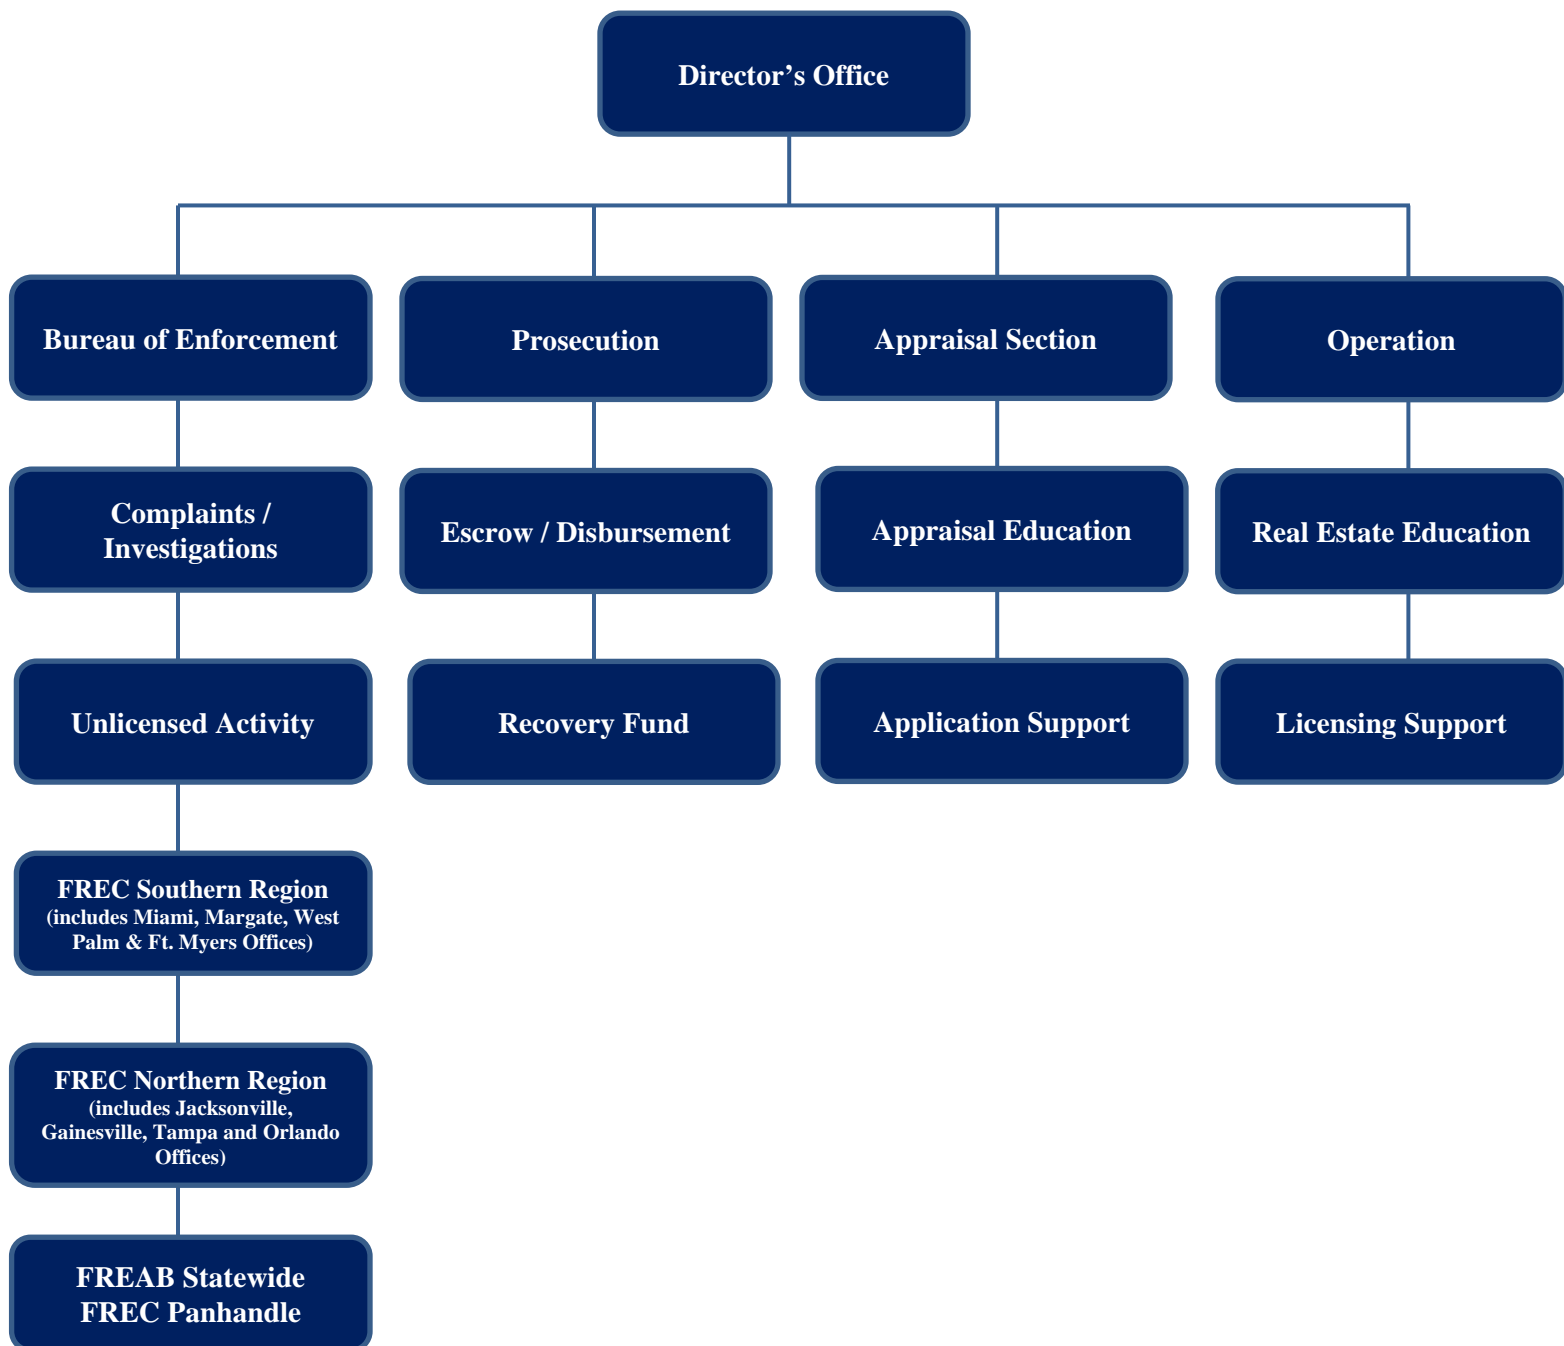 Director’s Office
Bureau of Enforcement
Prosecution
Appraisal Section
Operation
Complaints /
Investigations
Escrow / Disbursement
Appraisal Education
Real Estate Education
Unlicensed Activity
Recovery Fund
Application Support
Licensing Support
FREC Southern Region
(includes Miami, Margate, West
Palm & Ft. Myers Offices)
FREC Northern Region
(includes Jacksonville,
Gainesville, Tampa and Orlando
Offices)
FREAB Statewide
FREC Panhandle